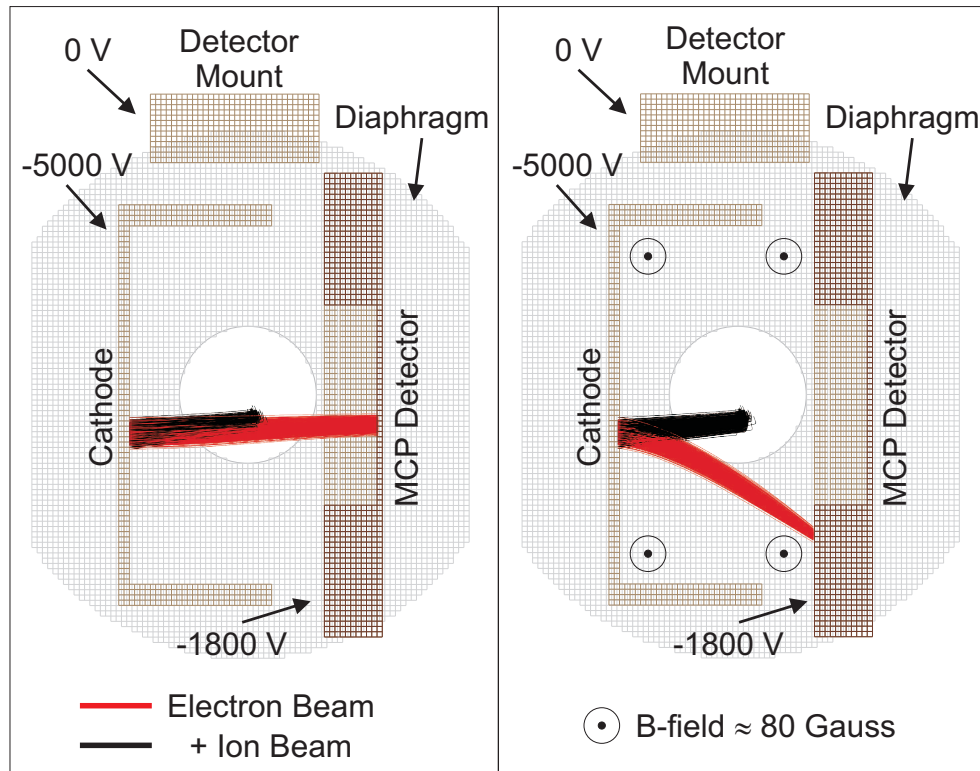 0 V
Detector
Mount
Diaphragm
-5000 V
Cathode
MCP Detector
-1800 V
Electron Beam
+ Ion Beam
0 V
Detector
Mount
Diaphragm
-5000 V
Cathode
MCP Detector
-1800 V
B-field ≈ 80 Gauss